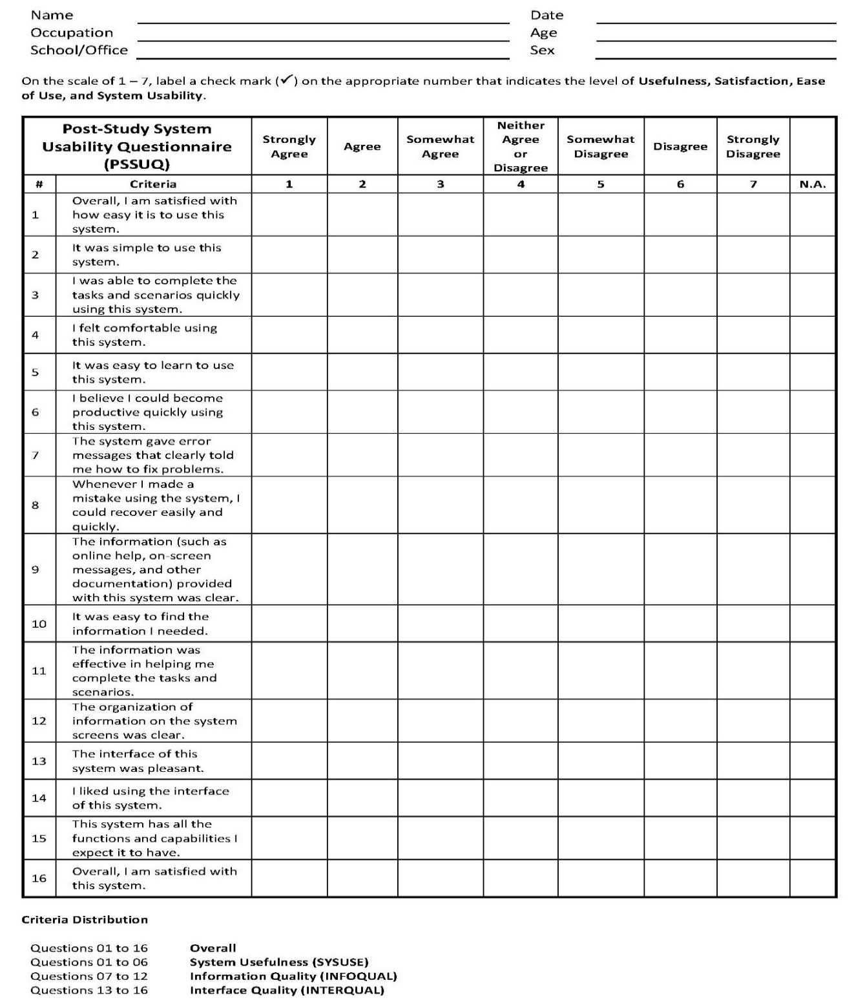 Name Date
Occupation Age
School/Office Sex
On the scale of 1 – 7, label a check mark (✓) on the appropriate number that indicates the level of Usefulness, Satisfaction, Ease
of Use, and System Usability.
Post-Study System
Usability Questionnaire
(PSSUQ)
Strongly
Agree
Agree
Somewhat
Agree
Neither
Agree
or
Disagree
Somewhat
Disagree
Disagree
Strongly
Disagree
# Criteria 1 2 3 4 5 6 7 N.A.
1
Overall, I am satisfied with
how easy it is to use this
system.
2
It was simple to use this
system.
3
I was able to complete the
tasks and scenarios quickly
using this system.
4
I felt comfortable using
this system.
5
It was easy to learn to use
this system.
6
I believe I could become
productive quickly using
this system.
7
The system gave error
messages that clearly told
me how to fix problems.
8
Whenever I made a
mistake using the system, I
could recover easily and
quickly.
9
The information (such as
online help, on-screen
messages, and other
documentation) provided
with this system was clear.
10
It was easy to find the
information I needed.
11
The information was
effective in helping me
complete the tasks and
scenarios.
12
The organization of
information on the system
screens was clear.
13
The interface of this
system was pleasant.
14
I liked using the interface
of this system.
15
This system has all the
functions and capabilities I
expect it to have.
16
Overall, I am satisfied with
this system.
Criteria Distribution
Questions 01 to 16 Overall
Questions 01 to 06 System Usefulness (SYSUSE)
Questions 07 to 12 Information Quality (INFOQUAL)
Questions 13 to 16 Interface Quality (INTERQUAL)